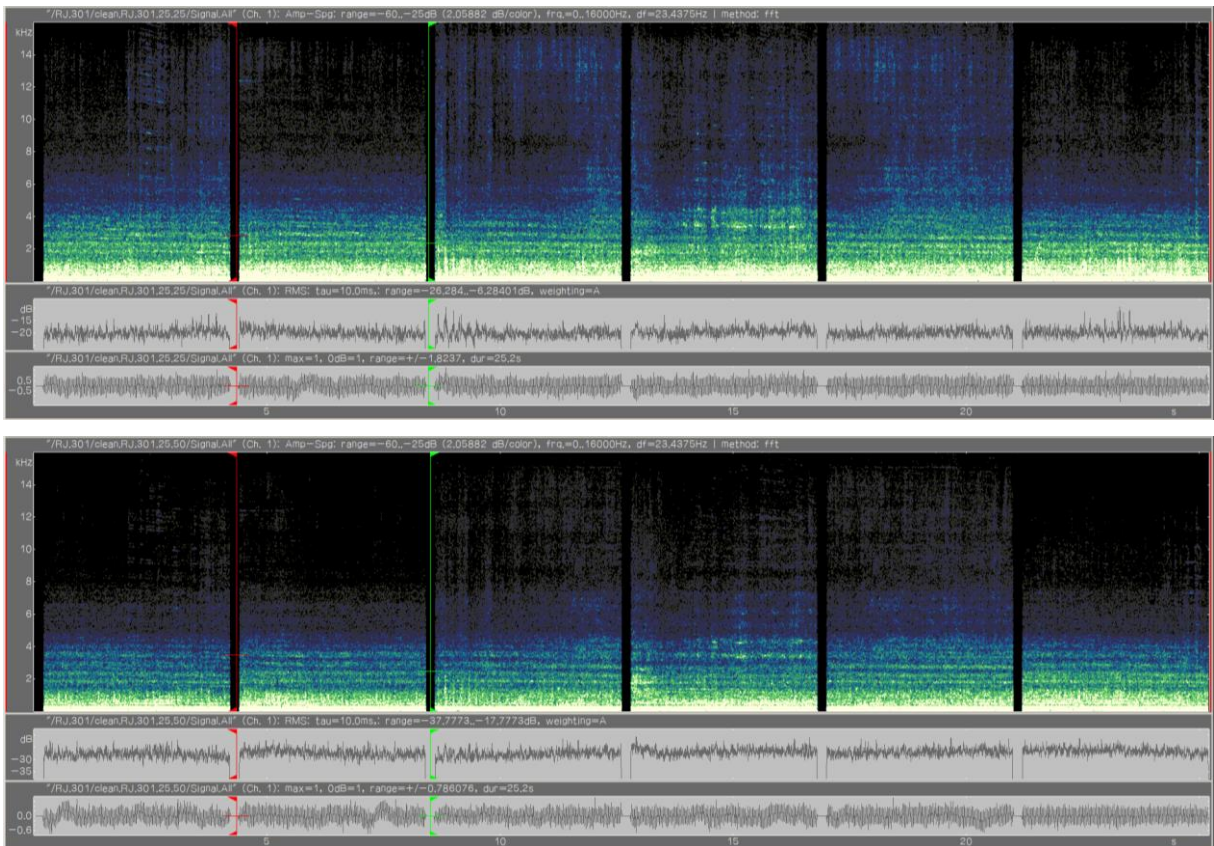 "/RJ,301/clean,RJ,301,25,25/Signal,All" (Ch. 1): Amp-Spg: range=-60..-25dB (2.05882 dB/color), frq.=0..16000Hz, df=23,4375Hz | method: fft
kHz
14
12
10
8
6
4
2
"/RJ,301/clean,RJ,301,25,25/Signal,All" (Ch. 1): RMS: tau=10,0ms,: range=-26,284..-6,28401dB, weighting=A
dB
-15
-20
"/RJ,301/clean,RJ,301,25,25/Signal,All" (Ch. 1): max=1, 0dB=1, range=+/-1,8237, dur=25,2s
0.5
-0.5
5 10 15 20 s
"/RJ,301/clean,RJ,301,25,50/Signal,All" (Ch. 1): Amp-Spg: range=-60..-25dB (2.05882 dB/color), frq.=0..16000Hz, df=23,4375Hz | method: fft
kHz
14
12
10
8
6
4
2
"/RJ,301/clean,RJ,301,25,50/Signal,All" (Ch. 1): RMS: tau=10,0ms,: range=-37,7773..-17,7773dB, weighting=A
dB
-30
-35
"/RJ,301/clean,RJ,301,25,50/Signal,All" (Ch. 1): max=1, 0dB=1, range=+/-0,786076, dur=25,2s
0.0
-0.6
5 10 15 20 s